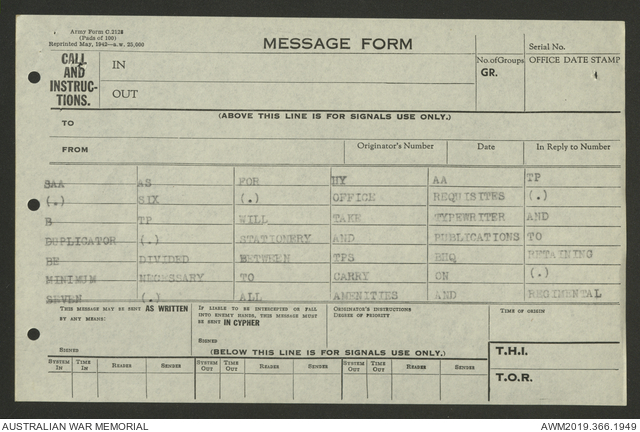 Army Form C.2128
(Pads of 100)
Reprinted May, 1942—a.w. 25,000
MESSAGE FORM
Serial No.
CALL AND INSTRUC-TIONS.
IN
No. of Groups
GR.
OFFICE DATE STAMP
OUT
(ABOVE THIS LINE IS FOR SIGNALS USE ONLY.)
TO
FROM
Originator's Number
Date
In Reply to Number
SAA AS FOR HY AA TP
(.) SIX (.) OFFICE REQUISITES (.)
B TP WILL TAKE TYPEWRITER AND
DUPLICATOR (.) STATIONERY AND PUBLICATIONS TO
BE DIVIDED BETWEEN TPS BHQ RETAINING
MINIMUM NECESSARY TO CARRY ON (.)
SEVEN (.) ALL AMENITIES AND REGIMENTAL
THIS MESSAGE MAY BE SENT AS WRITTEN BY ANY MEANS:
IF LIABLE TO BE INTERCEPTED OR FALL INTO ENEMY HANDS, THIS MESSAGE MUST BE SENT IN CYPHER
ORIGINATOR'S INSTRUCTIONS
DEGREE OF PRIORITY
TIME OF ORIGIN
SIGNED
SIGNED
(BELOW THIS LINE IS FOR SIGNALS USE ONLY.)
T.H.I.
SYSTEM IN TIME IN READER SENDER SYSTEM OUT TIME OUT READER SENDER SYSTEM OUT TIME OUT READER SENDER
T.O.R.
AUSTRALIAN WAR MEMORIAL
AWM2019.366.1949